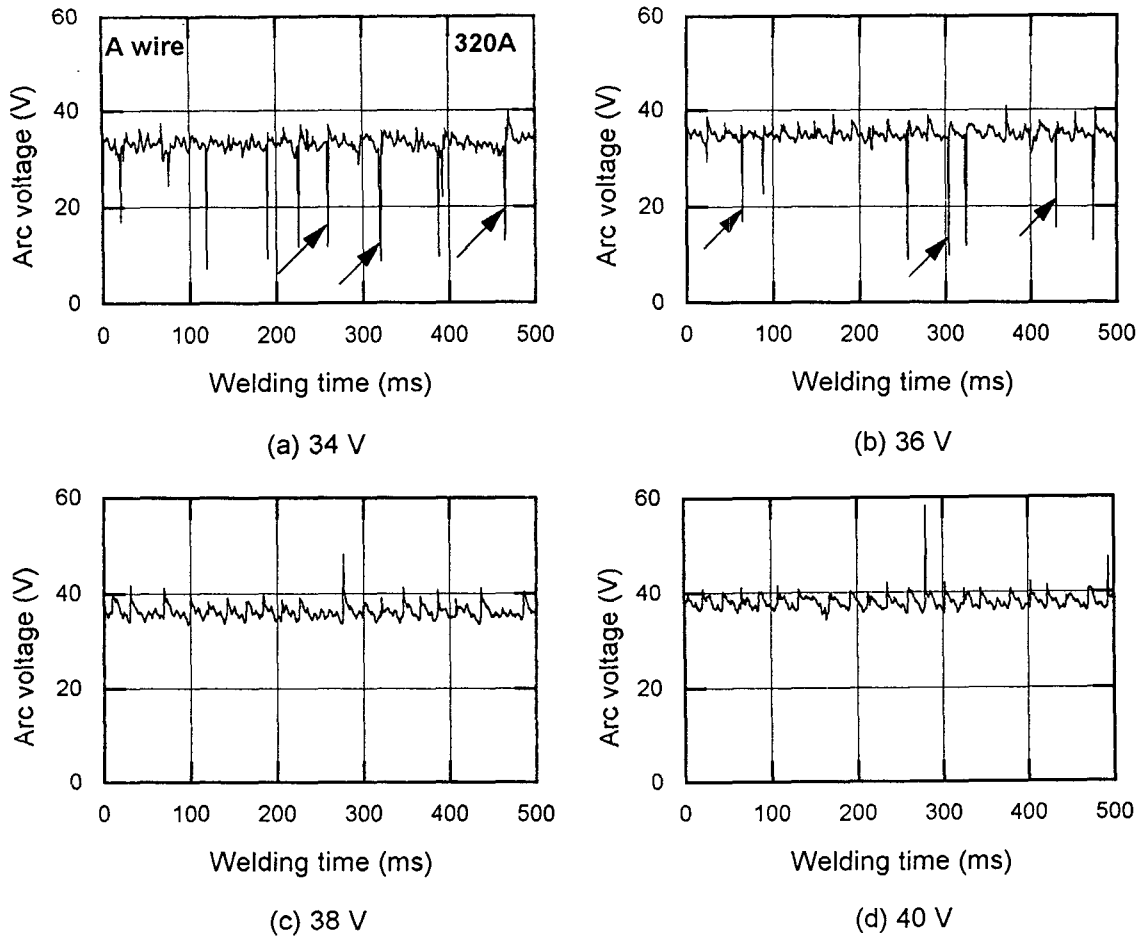 60
40
20
0
Arc voltage (V)
A wire
320A
0 100 200 300 400 500
Welding time (ms)
(a) 34 V
60
40
20
0
Arc voltage (V)
0 100 200 300 400 500
Welding time (ms)
(b) 36 V
60
40
20
0
Arc voltage (V)
0 100 200 300 400 500
Welding time (ms)
(c) 38 V
60
40
20
0
Arc voltage (V)
0 100 200 300 400 500
Welding time (ms)
(d) 40 V